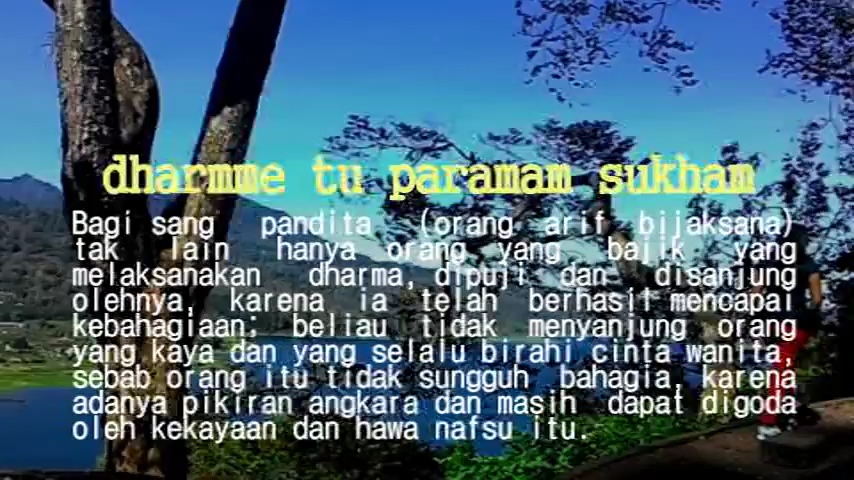 dharmme tu paramam sukham
Bagi sang pandita (orang arif bijaksana)
tak lain hanya orang yang bajik yang
melaksanakan dharma, dipuji dan disanjung
olehnya, karena ia telah berhasil mencapai
kebahagiaan; beliau tidak menyanjung orang
yang kaya dan yang selalu birahi cinta wanita,
sebab orang itu tidak sungguh bahagia, karena
adanya pikiran angkara dan masih dapat digoda
oleh kekayaan dan hawa nafsu itu.